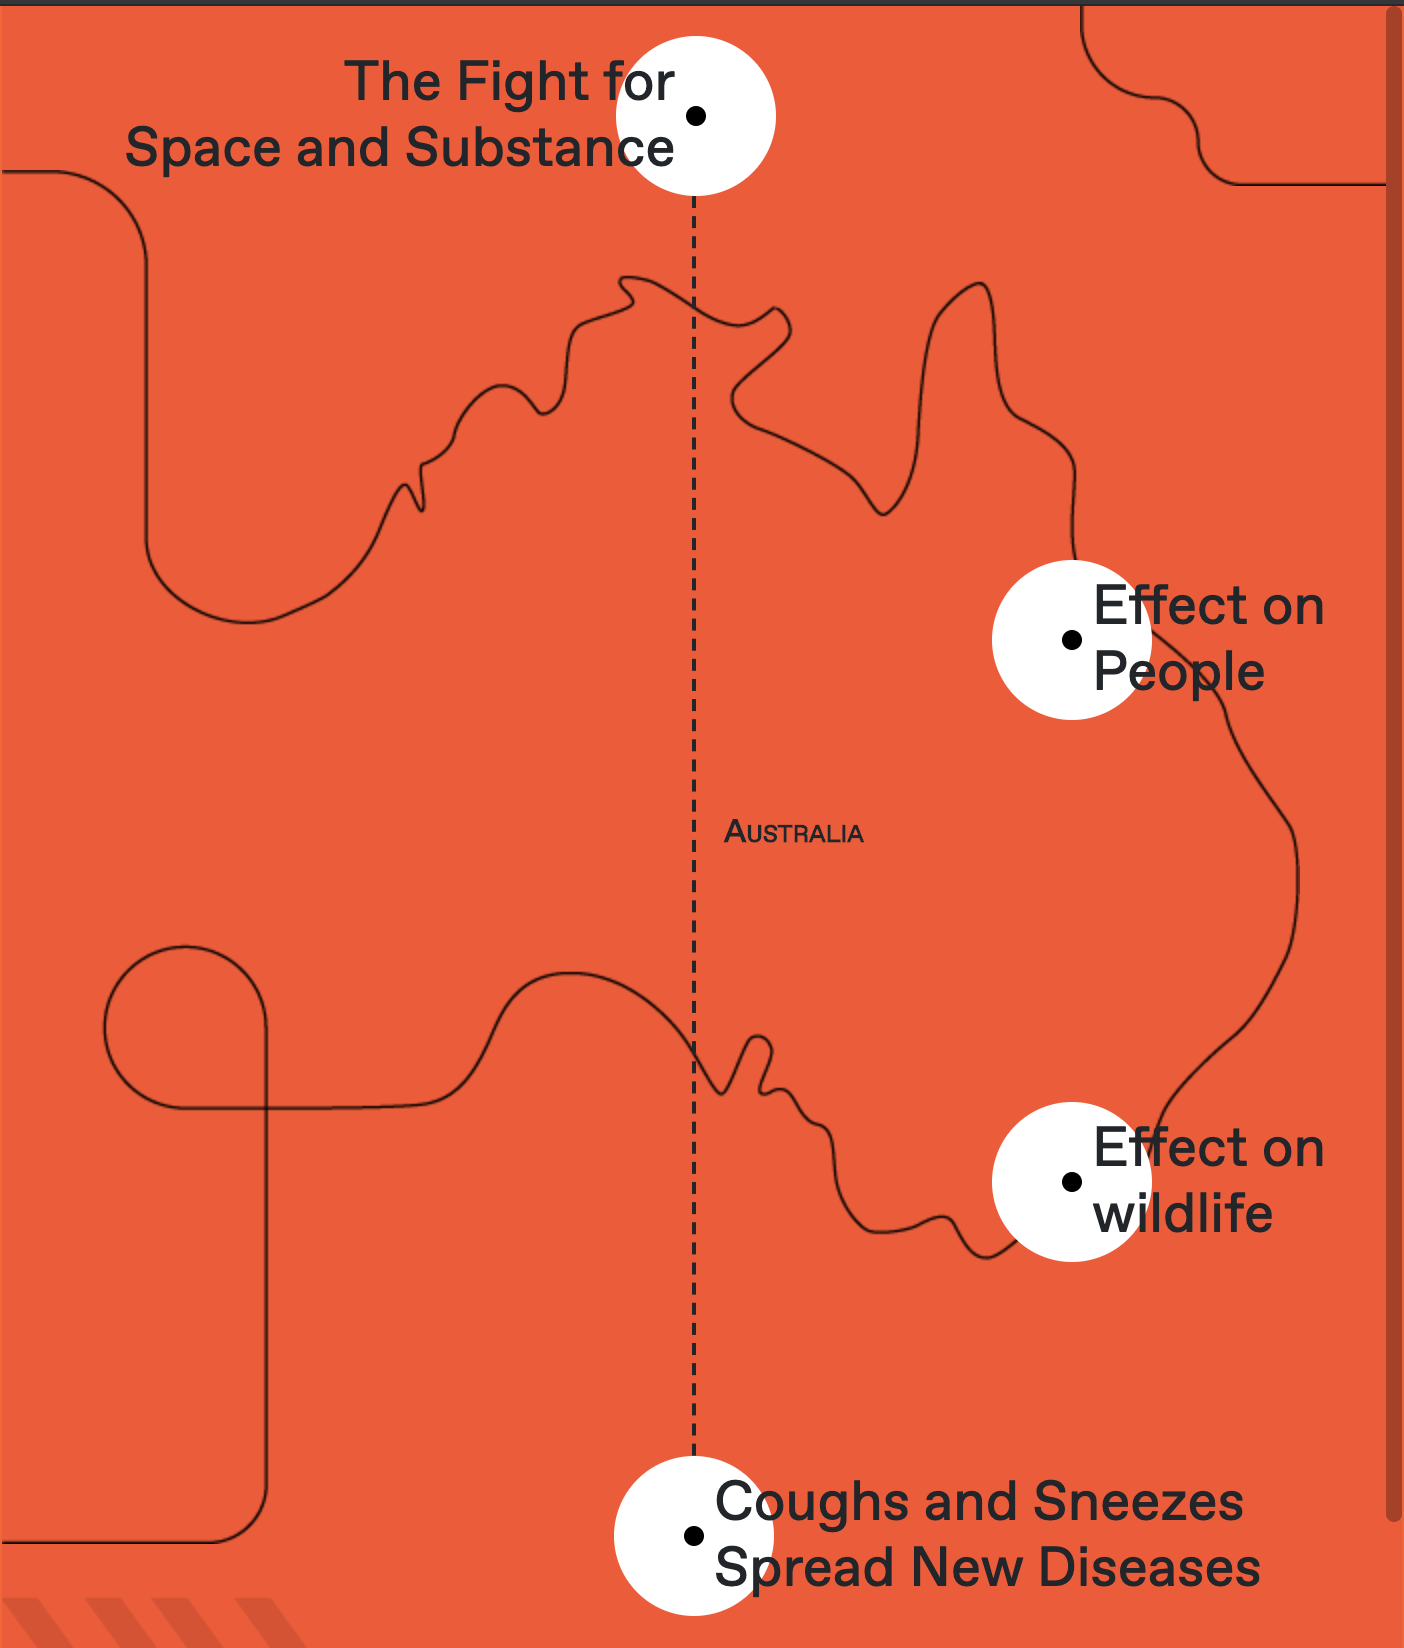 The Fight for
Space and Substance
Effect on
People
Australia
Effect on
wildlife
Coughs and Sneezes
Spread New Diseases